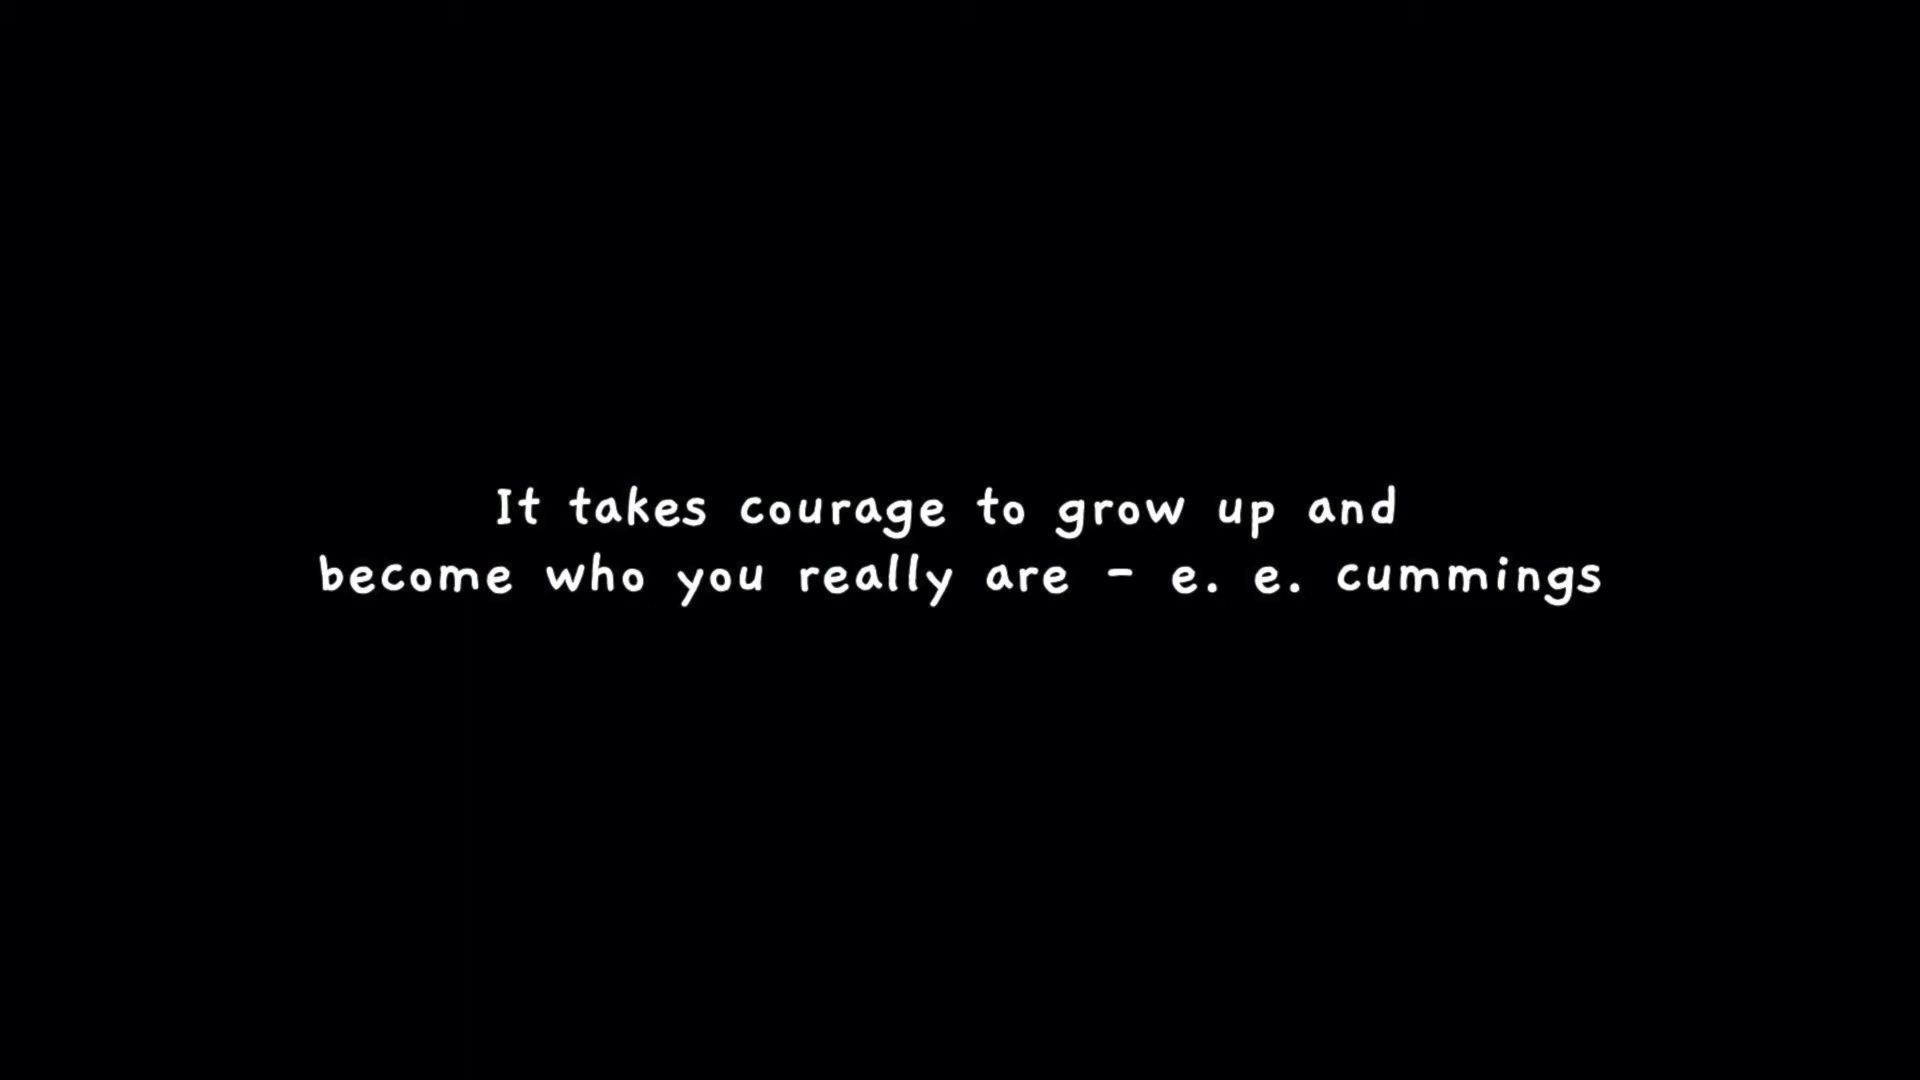 It takes courage to grow up and
become who you really are - e. e. cummings